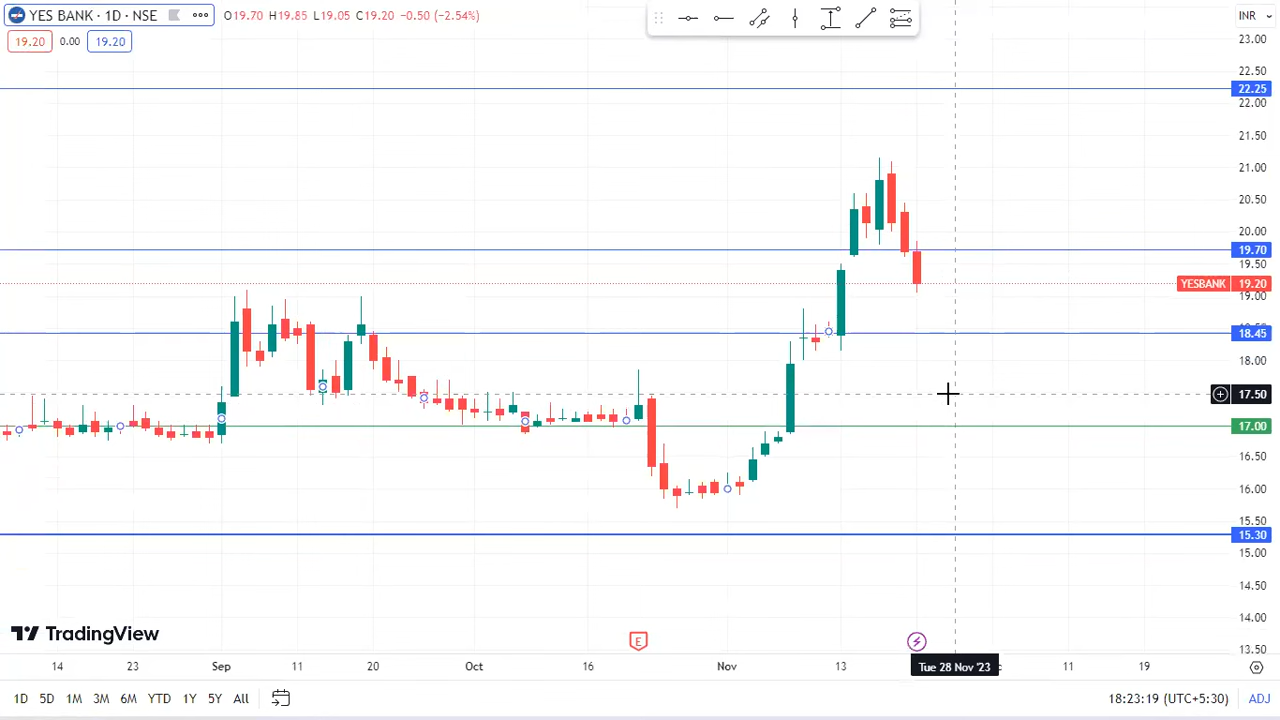 YES BANK · 1D · NSE ••• O19.70 H19.85 L19.05 C19.20 −0.50 (−2.54%)
19.20 0.00 19.20
INR
23.00
22.50
22.25
22.00
21.50
21.00
20.50
20.00
19.70
19.50
YESBANK 19.20
19.00
18.45
18.00
17.50
17.00
16.50
16.00
15.50
15.30
15.00
14.50
14.00
13.50
TradingView
E
14 23 Sep 11 20 Oct 16 Nov 13 Tue 28 Nov '23 11 19
1D 5D 1M 3M 6M YTD 1Y 5Y All 18:23:19 (UTC+5:30) ADJ